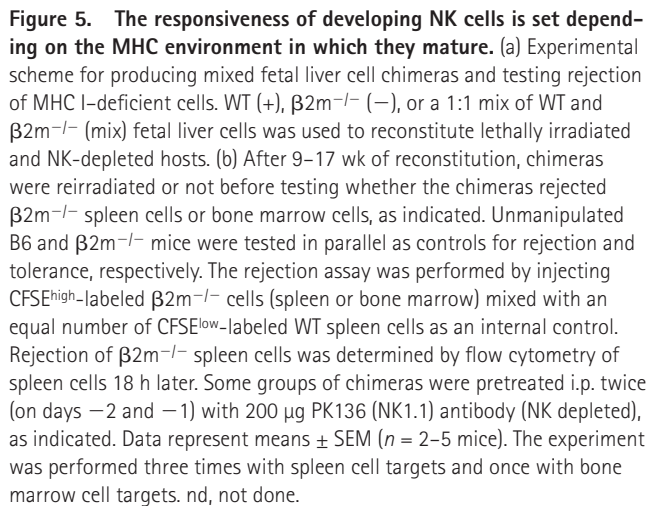 Figure 5. The responsiveness of developing NK cells is set depend-
ing on the MHC environment in which they mature. (a) Experimental
scheme for producing mixed fetal liver cell chimeras and testing rejection
of MHC I–deficient cells. WT (+), β2m−/− (−), or a 1:1 mix of WT and
β2m−/− (mix) fetal liver cells was used to reconstitute lethally irradiated
and NK-depleted hosts. (b) After 9–17 wk of reconstitution, chimeras
were reirradiated or not before testing whether the chimeras rejected
β2m−/− spleen cells or bone marrow cells, as indicated. Unmanipulated
B6 and β2m−/− mice were tested in parallel as controls for rejection and
tolerance, respectively. The rejection assay was performed by injecting
CFSEhigh-labeled β2m−/− cells (spleen or bone marrow) mixed with an
equal number of CFSElow-labeled WT spleen cells as an internal control.
Rejection of β2m−/− spleen cells was determined by flow cytometry of
spleen cells 18 h later. Some groups of chimeras were pretreated i.p. twice
(on days −2 and −1) with 200 μg PK136 (NK1.1) antibody (NK depleted),
as indicated. Data represent means ± SEM (n = 2–5 mice). The experiment
was performed three times with spleen cell targets and once with bone
marrow cell targets. nd, not done.